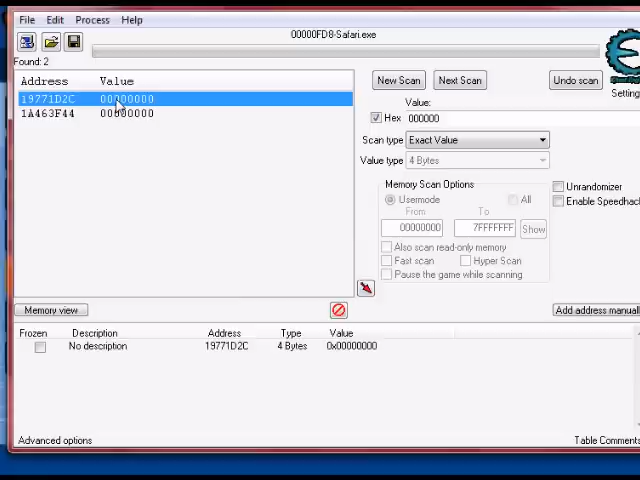 File Edit Process Help
00000FD8-Safari.exe
Found: 2
Address Value
19771D2C 00000000
1A463F44 00000000
New Scan Next Scan Undo scan
Setting
Value:
Hex 000000
Scan type Exact Value
Value type 4 Bytes
Memory Scan Options
Usermode All
From To
00000000 7FFFFFFF Show
Also scan read-only memory
Fast scan Hyper Scan
Pause the game while scanning
Unrandomizer
Enable Speedhack
Memory view
Add address manuall
Frozen Description Address Type Value
No description 19771D2C 4 Bytes 0x00000000
Advanced options
Table Comments